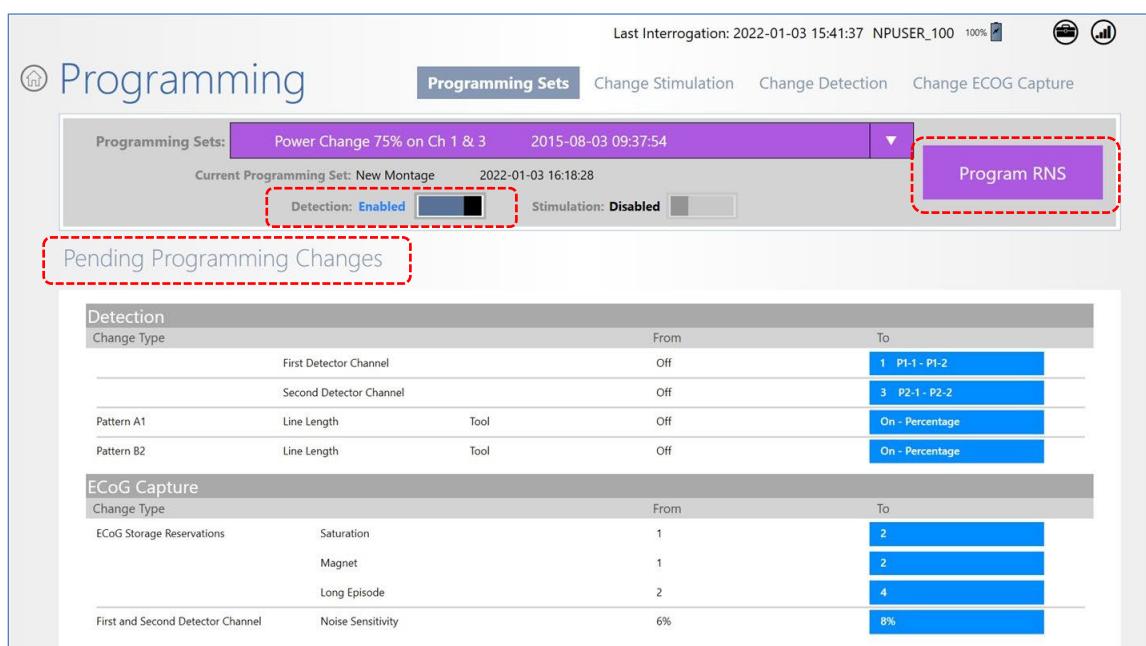 Last Interrogation: 2022-01-03 15:41:37 NPUSER_100 100%
Programming
Programming Sets Change Stimulation Change Detection Change ECOG Capture
Programming Sets: Power Change 75% on Ch 1 & 3 2015-08-03 09:37:54
Program RNS
Current Programming Set: New Montage 2022-01-03 16:18:28
Detection: Enabled Stimulation: Disabled
Pending Programming Changes
Detection
Change Type From To
First Detector Channel Off 1 P1-1 - P1-2
Second Detector Channel Off 3 P2-1 - P2-2
Pattern A1 Line Length Tool Off On - Percentage
Pattern B2 Line Length Tool Off On - Percentage
ECoG Capture
Change Type From To
ECoG Storage Reservations Saturation 1 2
Magnet 1 2
Long Episode 2 4
First and Second Detector Channel Noise Sensitivity 6% 8%